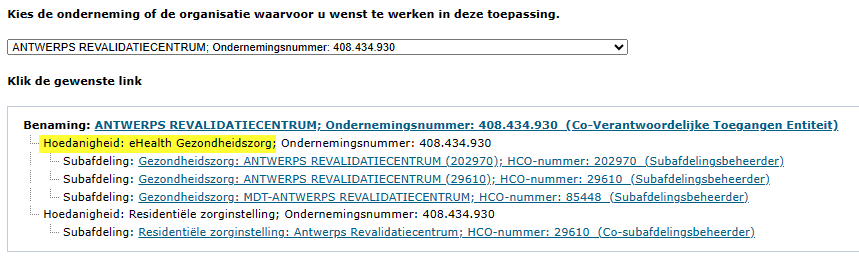 Kies de onderneming of de organisatie waarvoor u wenst te werken in deze toepassing.
ANTWERPS REVALIDATIECENTRUM; Ondernemingsnummer: 408.434.930
Klik de gewenste link
Benaming: ANTWERPS REVALIDATIECENTRUM; Ondernemingsnummer: 408.434.930 (Co-Verantwoordelijke Toegangen Entiteit)
Hoedanigheid: eHealth Gezondheidszorg; Ondernemingsnummer: 408.434.930
Subafdeling: Gezondheidszorg: ANTWERPS REVALIDATIECENTRUM (202970); HCO-nummer: 202970 (Subafdelingsbeheerder)
Subafdeling: Gezondheidszorg: ANTWERPS REVALIDATIECENTRUM (29610); HCO-nummer: 29610 (Subafdelingsbeheerder)
Subafdeling: Gezondheidszorg: MDT-ANTWERPS REVALIDATIECENTRUM; HCO-nummer: 85448 (Subafdelingsbeheerder)
Hoedanigheid: Residentiële zorginstelling; Ondernemingsnummer: 408.434.930
Subafdeling: Residentiële zorginstelling: Antwerps Revalidatiecentrum; HCO-nummer: 29610 (Co-subafdelingsbeheerder)